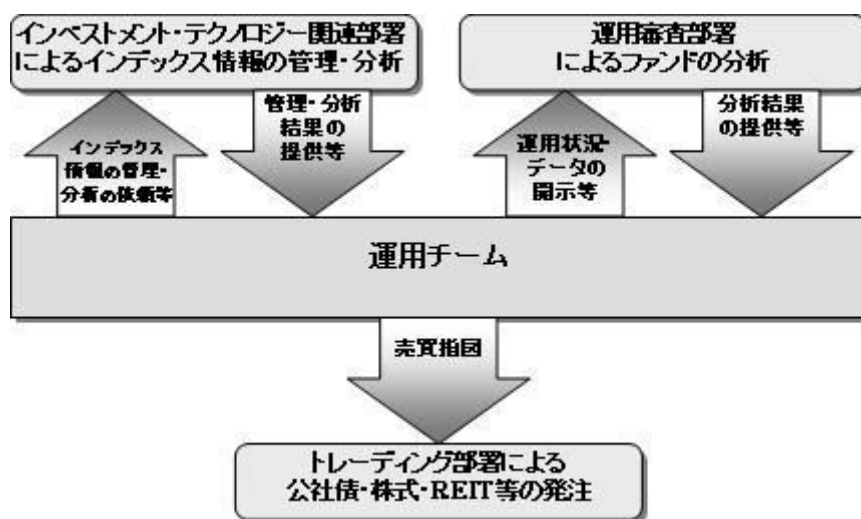 インベストメント・テクノロジー関連部署
によるインデックス情報の管理・分析
運用審査部署
によるファンドの分析
インデックス
情報の管理・
分析の依頼等
管理・分析
結果の
提供等
運用状況・
データの
開示等
分析結果
の提供等
運用チーム
売買指図
トレーディング部署による
公社債・株式・REIT等の発注